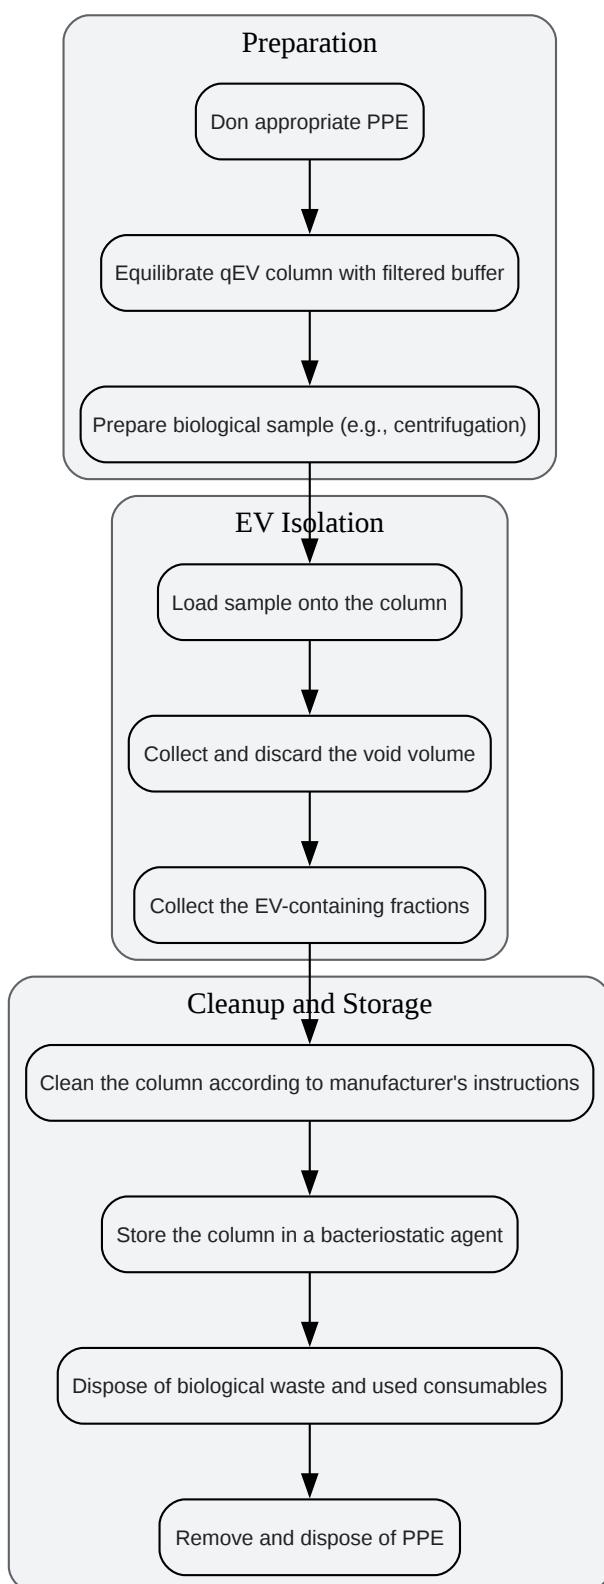 Preparation
Don appropriate PPE
Equilibrate qEV column with filtered buffer
Prepare biological sample (e.g., centrifugation)
EV Isolation
Load sample onto the column
Collect and discard the void volume
Collect the EV-containing fractions
Cleanup and Storage
Clean the column according to manufacturer's instructions
Store the column in a bacteriostatic agent
Dispose of biological waste and used consumables
Remove and dispose of PPE